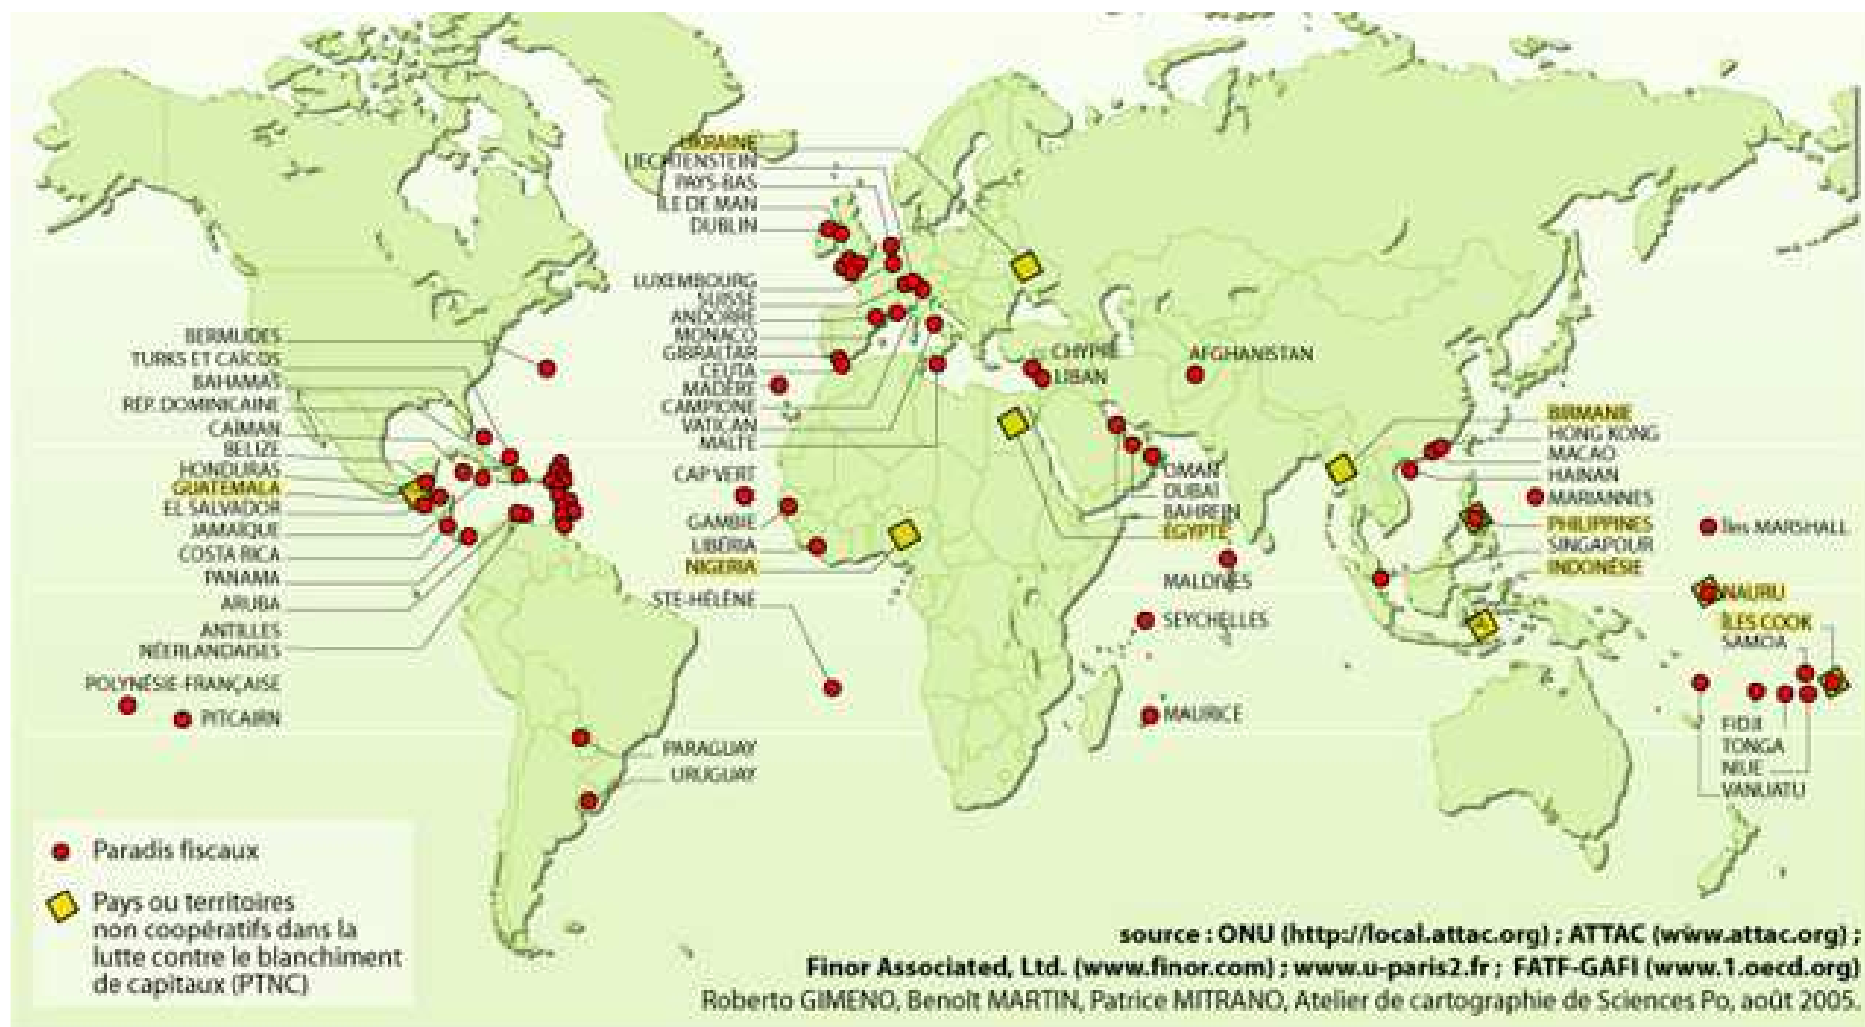 UKRAINE
LIECHTENSTEIN
PAYS-BAS
ÎLE DE MAN
DUBLIN
LUXEMBOURG
SUISSE
ANDORRE
MONACO
GIBRALTAR
CEUTA
MADÈRE
CAMPIONE
VATICAN
MALTE
CAP VERT
GAMBIE
LIBERIA
NIGERIA
STE-HÉLÈNE
BERMUDES
TURKS ET CAÏCOS
BAHAMAS
RÉP. DOMINICAINE
CAÏMAN
BELIZE
HONDURAS
GUATEMALA
EL SALVADOR
JAMAÏQUE
COSTA RICA
PANAMA
ARUBA
ANTILLES
NÉERLANDAISES
POLYNÉSIE-FRANÇAISE
PITCAIRN
PARAGUAY
URUGUAY
CHYPRE
LIBAN
AFGHANISTAN
OMAN
DUBAÏ
BAHREIN
ÉGYPTE
MALDIVES
SEYCHELLES
MAURICE
BIRMANIE
HONG KONG
MACAO
HAINAN
MARIANNES
PHILIPPINES
SINGAPOUR
INDONÉSIE
Îles MARSHALL
NAURU
ÎLES COOK
SAMOA
FIDJI
TONGA
NIUE
VANUATU
Paradis fiscaux
Pays ou territoires
non coopératifs dans la
lutte contre le blanchiment
de capitaux (PTNC)
source : ONU (http://local.attac.org) ; ATTAC (www.attac.org) ;
Finor Associated, Ltd. (www.finor.com) ; www.u-paris2.fr ; FATF-GAFI (www.1.oecd.org)
Roberto GIMENO, Benoît MARTIN, Patrice MITRANO, Atelier de cartographie de Sciences Po, août 2005.